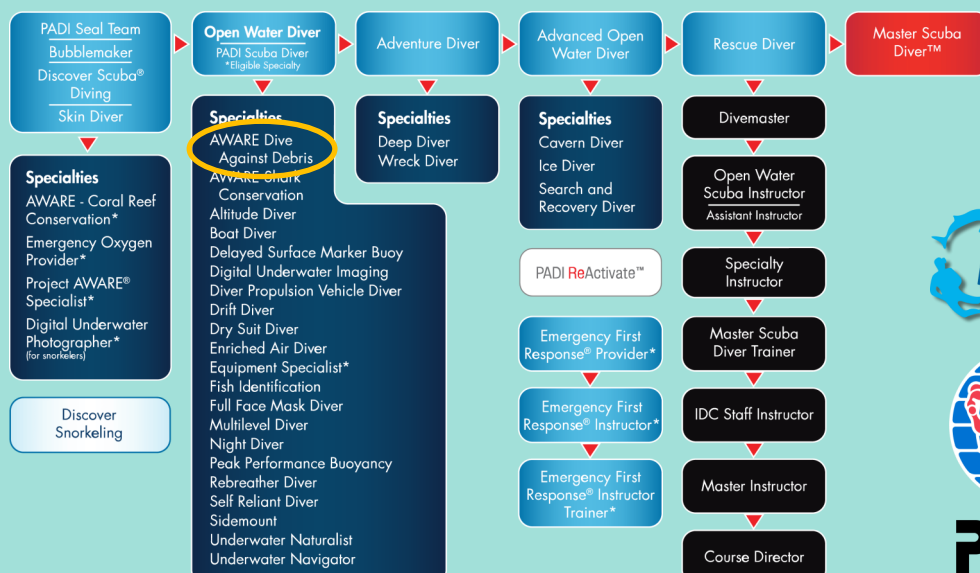 PADI Seal Team
Bubblemaker
Discover Scuba®
Diving
Skin Diver
Specialties
AWARE - Coral Reef
Conservation*
Emergency Oxygen
Provider*
Project AWARE®
Specialist*
Digital Underwater
Photographer*
(for snorkelers)
Discover
Snorkeling
Open Water Diver
PADI Scuba Diver
*Eligible Specialty
Specialties
AWARE Dive
Against Debris
AWARE Shark
Conservation
Altitude Diver
Boat Diver
Delayed Surface Marker Buoy
Digital Underwater Imaging
Diver Propulsion Vehicle Diver
Drift Diver
Dry Suit Diver
Enriched Air Diver
Equipment Specialist*
Fish Identification
Full Face Mask Diver
Multilevel Diver
Night Diver
Peak Performance Buoyancy
Rebreather Diver
Self Reliant Diver
Sidemount
Underwater Naturalist
Underwater Navigator
Adventure Diver
Specialties
Deep Diver
Wreck Diver
Advanced Open
Water Diver
Specialties
Cavern Diver
Ice Diver
Search and
Recovery Diver
PADI ReActivate™
Emergency First
Response® Provider*
Emergency First
Response® Instructor*
Emergency First
Response® Instructor
Trainer*
Rescue Diver
Divemaster
Open Water
Scuba Instructor
Assistant Instructor
Specialty
Instructor
Master Scuba
Diver Trainer
IDC Staff Instructor
Master Instructor
Course Director
Master Scuba
Diver™